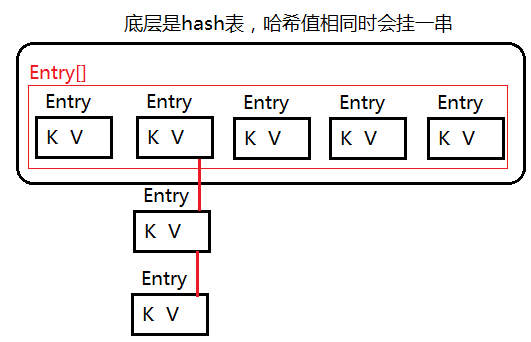 底层是hash表，哈希值相同时会挂一串
Entry[]
Entry Entry Entry Entry Entry
K V K V K V K V K V
Entry
K V
Entry
K V